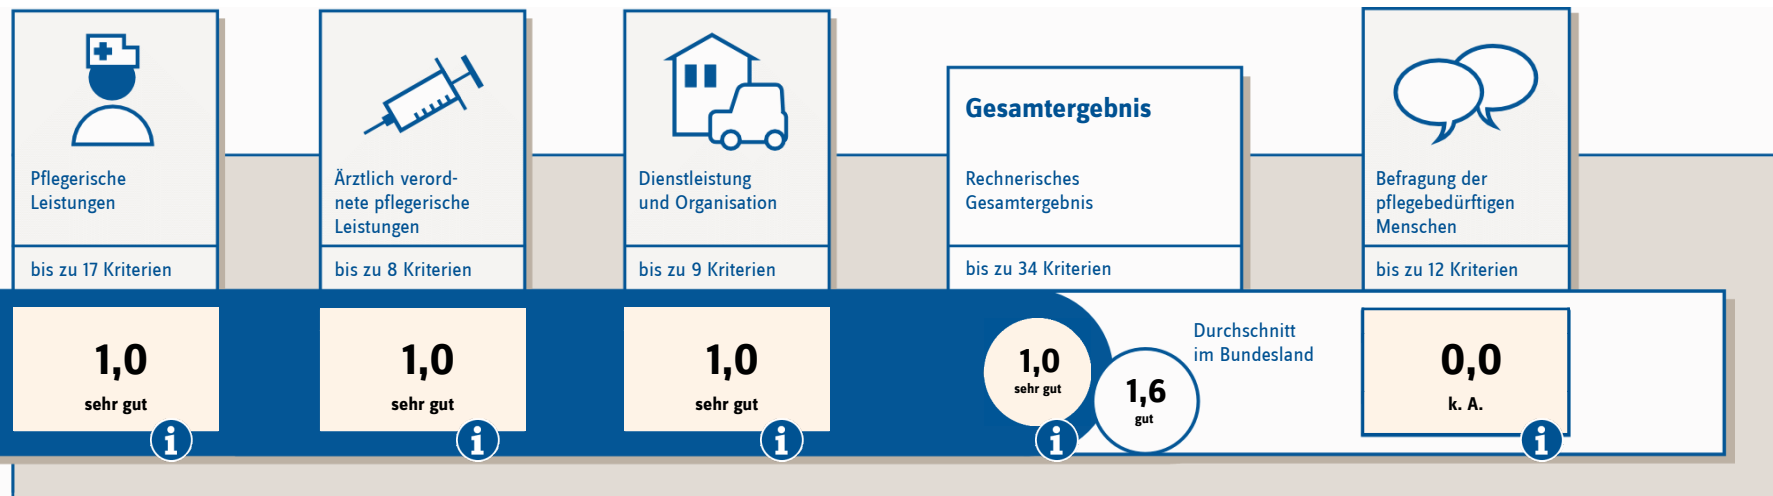 Pflegerische
Leistungen
bis zu 17 Kriterien
1,0
sehr gut
i
Ärztlich verord-
nete pflegerische
Leistungen
bis zu 8 Kriterien
1,0
sehr gut
i
Dienstleistung
und Organisation
bis zu 9 Kriterien
1,0
sehr gut
i
Gesamtergebnis
Rechnerisches
Gesamtergebnis
bis zu 34 Kriterien
1,0
sehr gut
i
1,6
gut
Durchschnitt
im Bundesland
Befragung der
pflegebedürftigen
Menschen
bis zu 12 Kriterien
0,0
k. A.
i